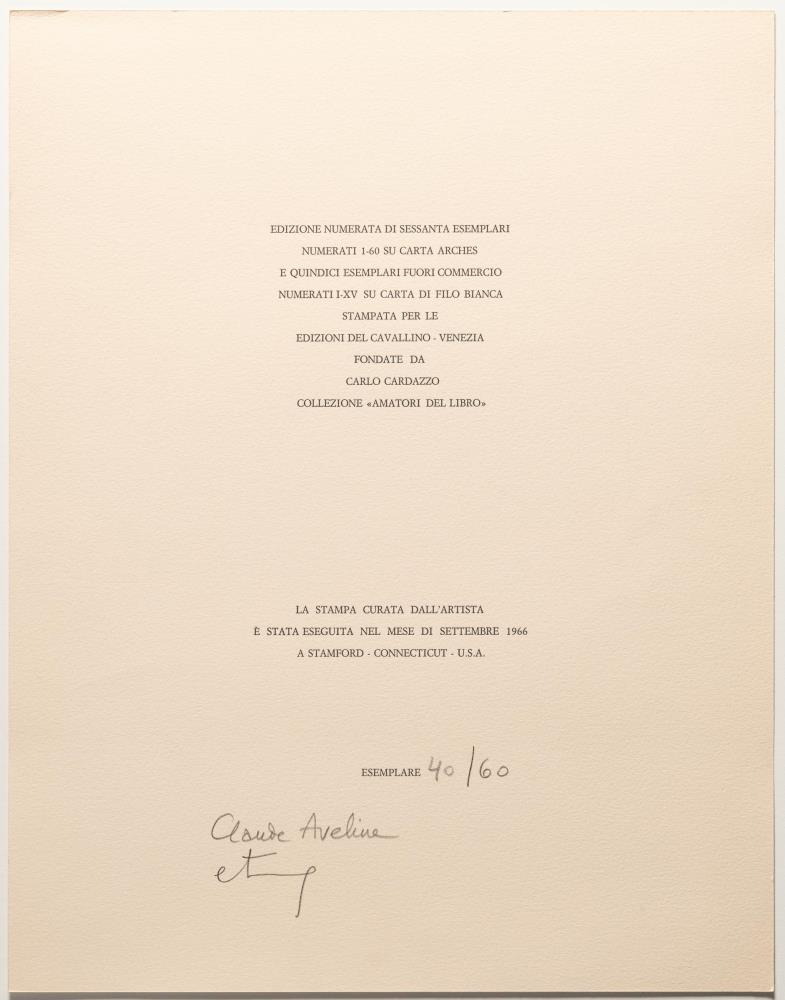 EDIZIONE NUMERATA DI SESSANTA ESEMPLARI
NUMERATI 1-60 SU CARTA ARCHES
E QUINDICI ESEMPLARI FUORI COMMERCIO
NUMERATI I-XV SU CARTA DI FILO BIANCA
STAMPATA PER LE
EDIZIONI DEL CAVALLINO - VENEZIA
FONDATE DA
CARLO CARDAZZO
COLLEZIONE «AMATORI DEL LIBRO»
LA STAMPA CURATA DALL'ARTISTA
È STATA ESEGUITA NEL MESE DI SETTEMBRE 1966
A STAMFORD - CONNECTICUT - U.S.A.
ESEMPLARE 40/60
Claude Aveline